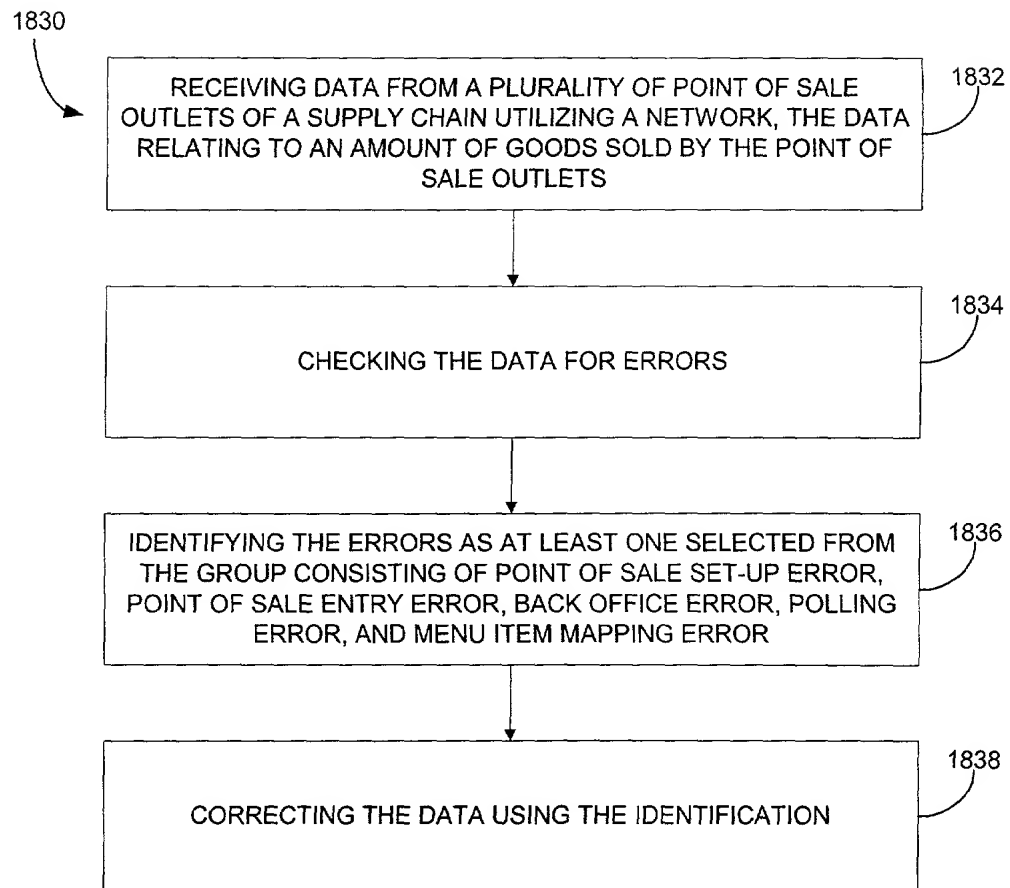 1830
RECEIVING DATA FROM A PLURALITY OF POINT OF SALE
OUTLETS OF A SUPPLY CHAIN UTILIZING A NETWORK, THE DATA
RELATING TO AN AMOUNT OF GOODS SOLD BY THE POINT OF
SALE OUTLETS
1832
CHECKING THE DATA FOR ERRORS
1834
IDENTIFYING THE ERRORS AS AT LEAST ONE SELECTED FROM
THE GROUP CONSISTING OF POINT OF SALE SET-UP ERROR,
POINT OF SALE ENTRY ERROR, BACK OFFICE ERROR, POLLING
ERROR, AND MENU ITEM MAPPING ERROR
1836
CORRECTING THE DATA USING THE IDENTIFICATION
1838